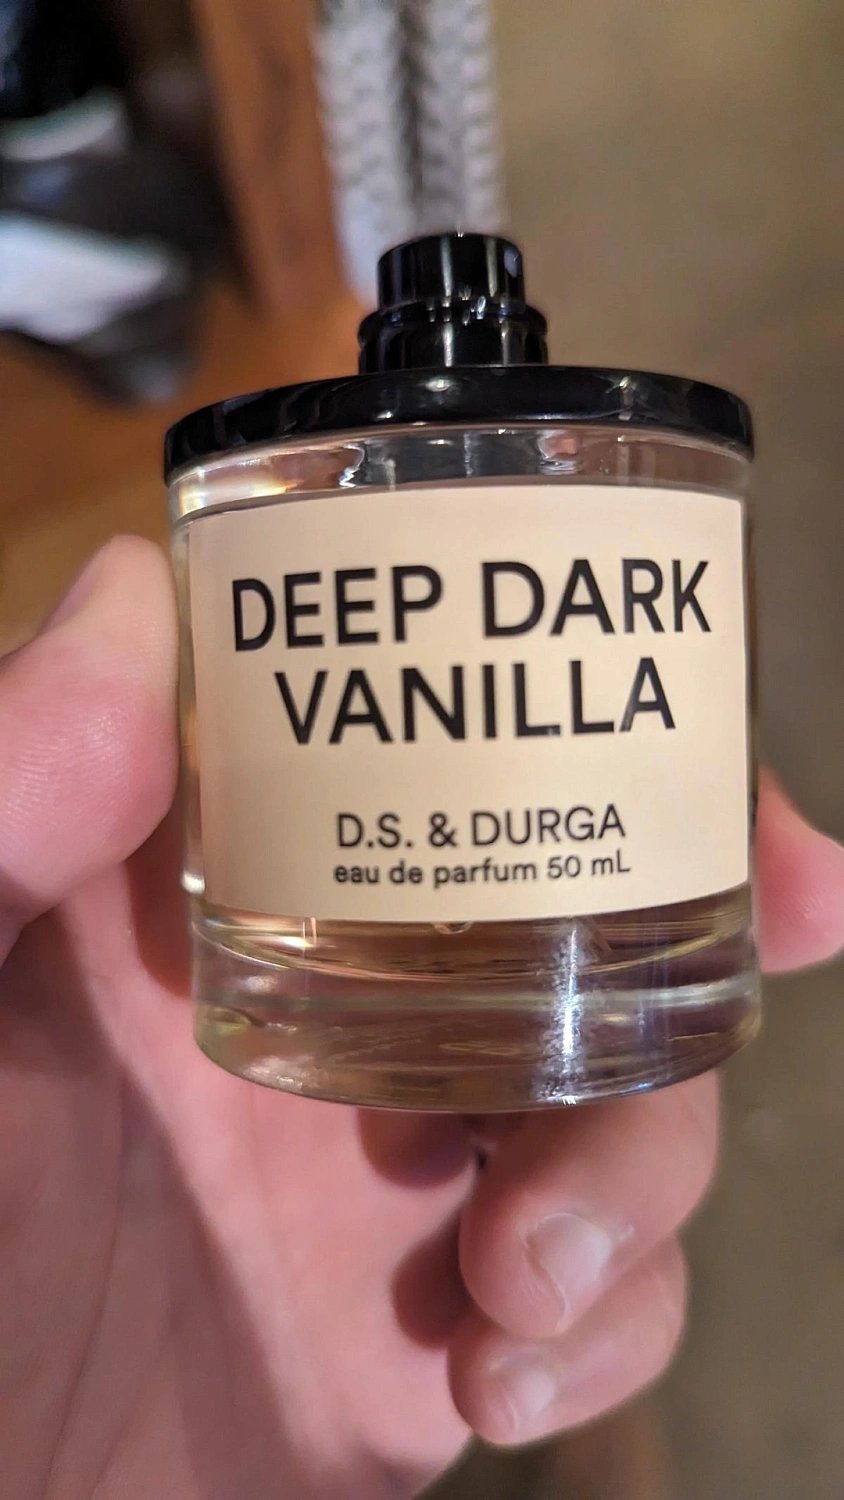 DEEP DARK
VANILLA
D.S. & DURGA
eau de parfum 50 mL